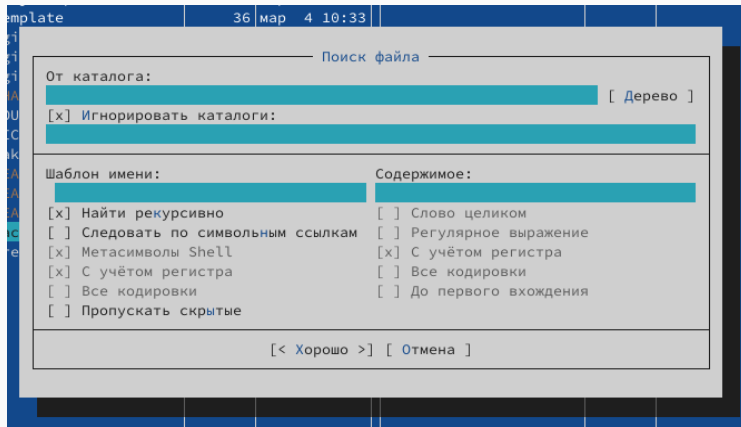 emplate 36 мар 4 10:33
Поиск файла
От каталога:
[ Дерево ]
[x] Игнорировать каталоги:
Шаблон имени: Содержимое:
[x] Найти рекурсивно [ ] Слово целиком
[ ] Следовать по символьным ссылкам [ ] Регулярное выражение
[x] Метасимволы Shell [x] С учётом регистра
[x] С учётом регистра [ ] Все кодировки
[ ] Все кодировки [ ] До первого вхождения
[ ] Пропускать скрытые
[< Хорошо >] [ Отмена ]